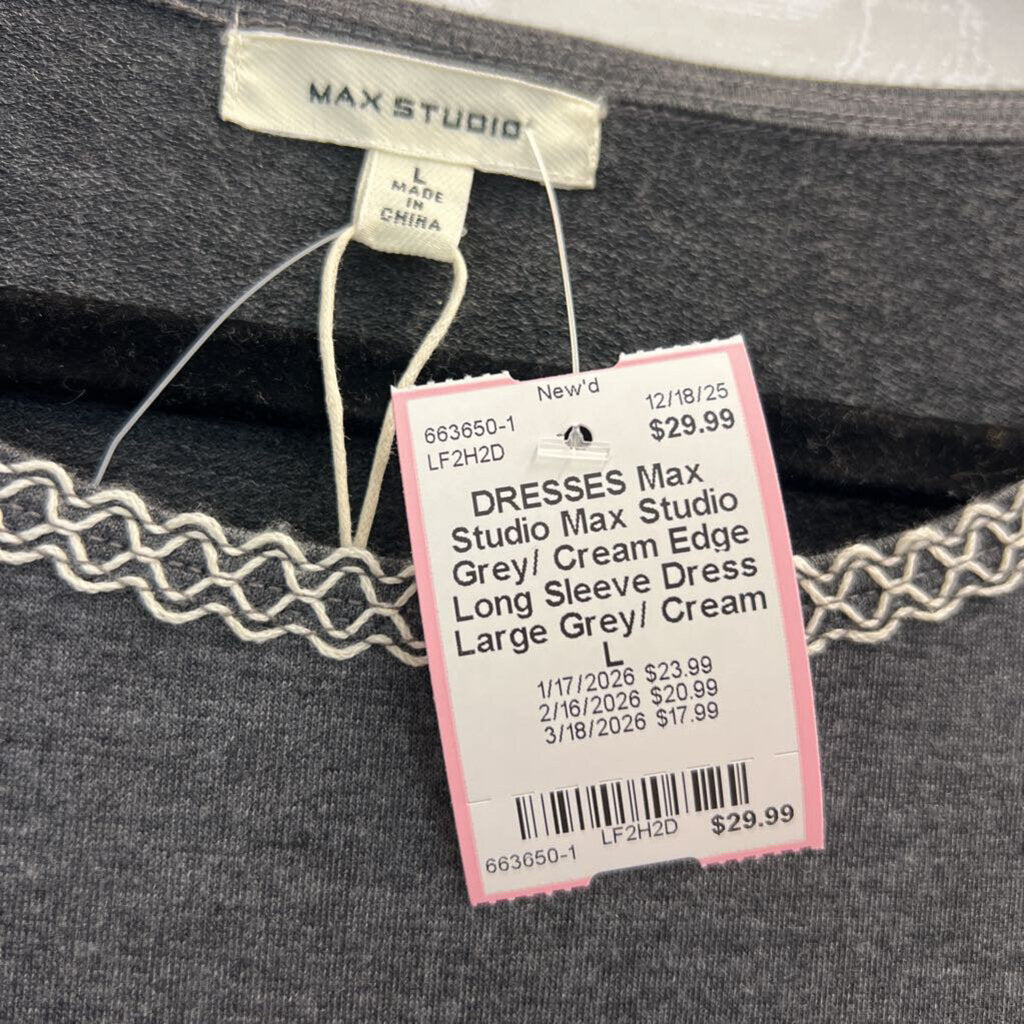 MAX STUDIO
L
MADE
IN
CHINA
New'd
663650-1
12/18/25
LF2H2D
$29.99
DRESSES Max
Studio Max Studio
Grey/ Cream Edge
Long Sleeve Dress
Large Grey/ Cream
L
1/17/2026 $23.99
2/16/2026 $20.99
3/18/2026 $17.99
663650-1
LF2H2D
$29.99